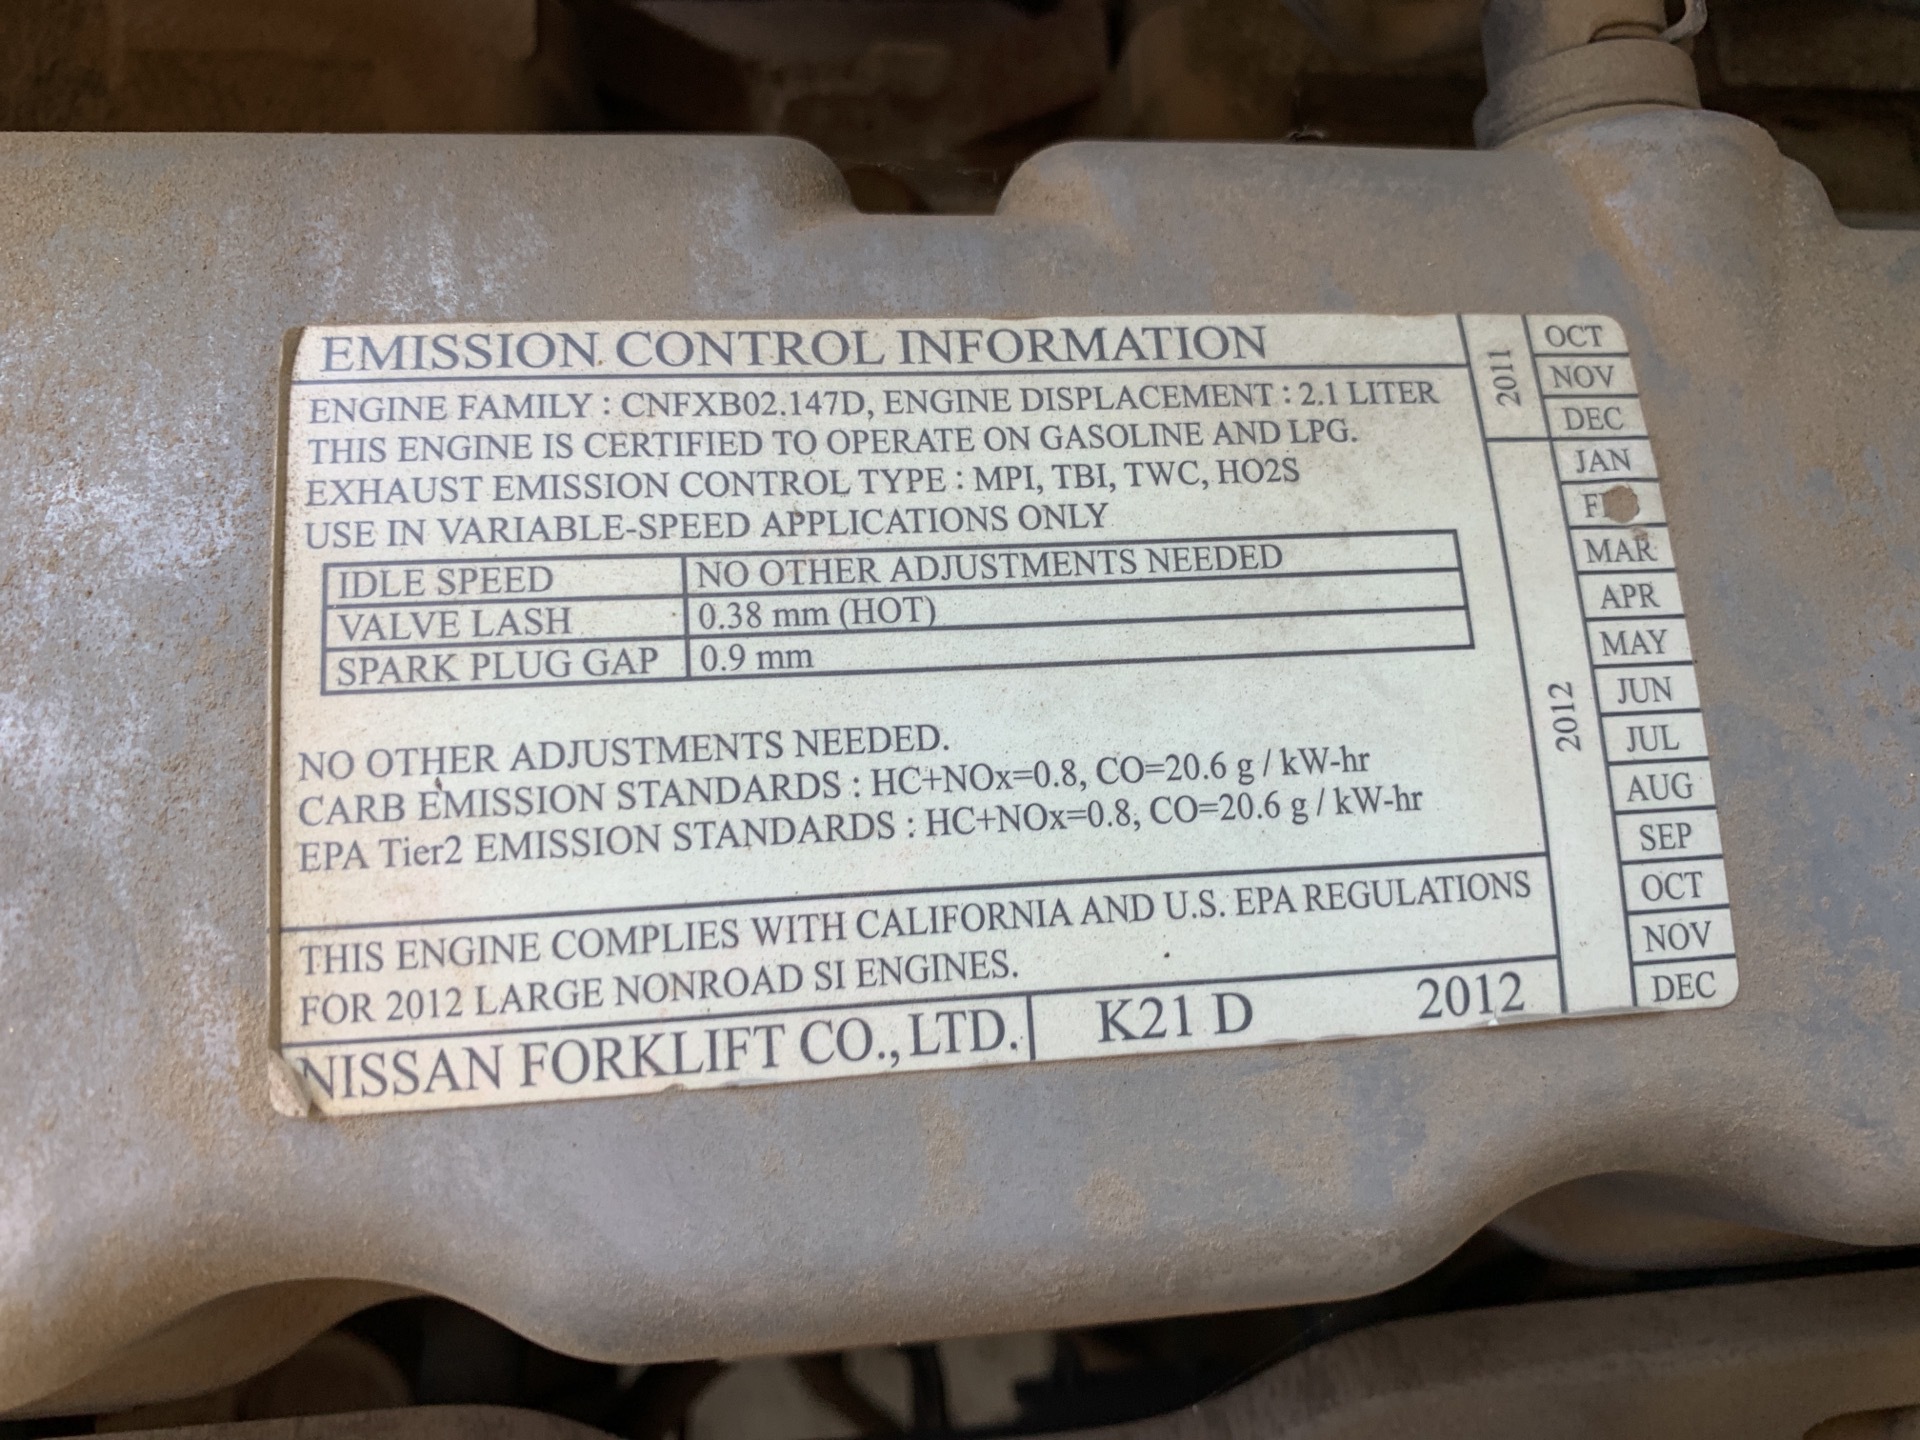 EMISSION CONTROL INFORMATION
ENGINE FAMILY : CNFXB02.147D, ENGINE DISPLACEMENT : 2.1 LITER
THIS ENGINE IS CERTIFIED TO OPERATE ON GASOLINE AND LPG.
EXHAUST EMISSION CONTROL TYPE : MPI, TBI, TWC, HO2S
USE IN VARIABLE-SPEED APPLICATIONS ONLY
IDLE SPEED NO OTHER ADJUSTMENTS NEEDED
VALVE LASH 0.38 mm (HOT)
SPARK PLUG GAP 0.9 mm
NO OTHER ADJUSTMENTS NEEDED.
CARB EMISSION STANDARDS : HC+NOx=0.8, CO=20.6 g / kW-hr
EPA Tier2 EMISSION STANDARDS : HC+NOx=0.8, CO=20.6 g / kW-hr
THIS ENGINE COMPLIES WITH CALIFORNIA AND U.S. EPA REGULATIONS
FOR 2012 LARGE NONROAD SI ENGINES.
NISSAN FORKLIFT CO.,LTD. K21 D 2012
2011
OCT
NOV
DEC
2012
JAN
MAR
APR
MAY
JUN
JUL
AUG
SEP
OCT
NOV
DEC